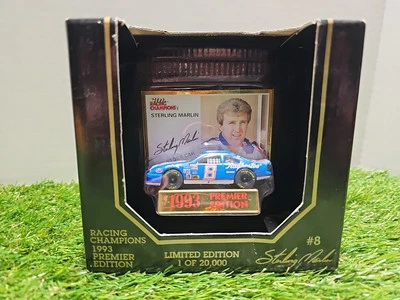 RACING
CHAMPIONS
STERLING MARLIN
Sterling Marlin
8
Raybestos
1993 PREMIER
EDITION
RACING
CHAMPIONS
1993
PREMIER
EDITION
LIMITED EDITION
1 OF 20,000
#8
Sterling Marlin